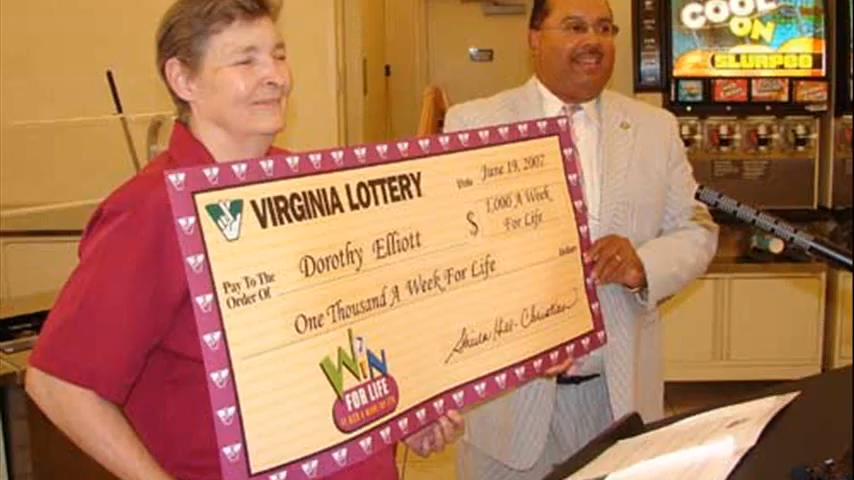 COOL
ON
SLURPEE
VIRGINIA LOTTERY
Date June 19, 2007
Pay To The
Order Of
Dorothy Elliott
$ 1,000 A Week
For Life
One Thousand A Week For Life
Dollars
WIN
FOR LIFE